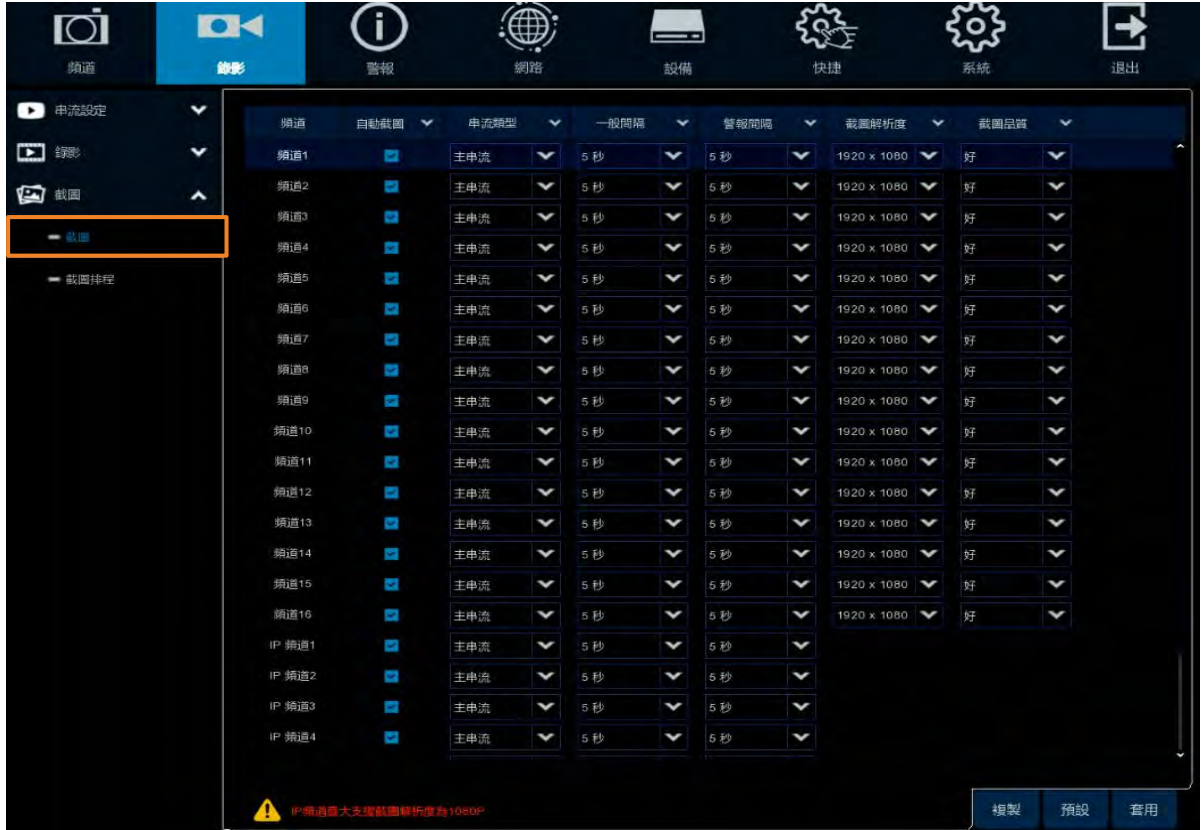 頻道 錄影 警報 網路 設備 快捷 系統 退出
串流設定
錄影
截圖
截圖
截圖排程
頻道 自動截圖 串流類型 一般間隔 警報間隔 截圖解析度 截圖品質
頻道1 主串流 5 秒 5 秒 1920 x 1080 好
頻道2 主串流 5 秒 5 秒 1920 x 1080 好
頻道3 主串流 5 秒 5 秒 1920 x 1080 好
頻道4 主串流 5 秒 5 秒 1920 x 1080 好
頻道5 主串流 5 秒 5 秒 1920 x 1080 好
頻道6 主串流 5 秒 5 秒 1920 x 1080 好
頻道7 主串流 5 秒 5 秒 1920 x 1080 好
頻道8 主串流 5 秒 5 秒 1920 x 1080 好
頻道9 主串流 5 秒 5 秒 1920 x 1080 好
頻道10 主串流 5 秒 5 秒 1920 x 1080 好
頻道11 主串流 5 秒 5 秒 1920 x 1080 好
頻道12 主串流 5 秒 5 秒 1920 x 1080 好
頻道13 主串流 5 秒 5 秒 1920 x 1080 好
頻道14 主串流 5 秒 5 秒 1920 x 1080 好
頻道15 主串流 5 秒 5 秒 1920 x 1080 好
頻道16 主串流 5 秒 5 秒 1920 x 1080 好
IP 頻道1 主串流 5 秒 5 秒
IP 頻道2 主串流 5 秒 5 秒
IP 頻道3 主串流 5 秒 5 秒
IP 頻道4 主串流 5 秒 5 秒
IP頻道最大支援截圖解析度為1080P
複製 預設 套用